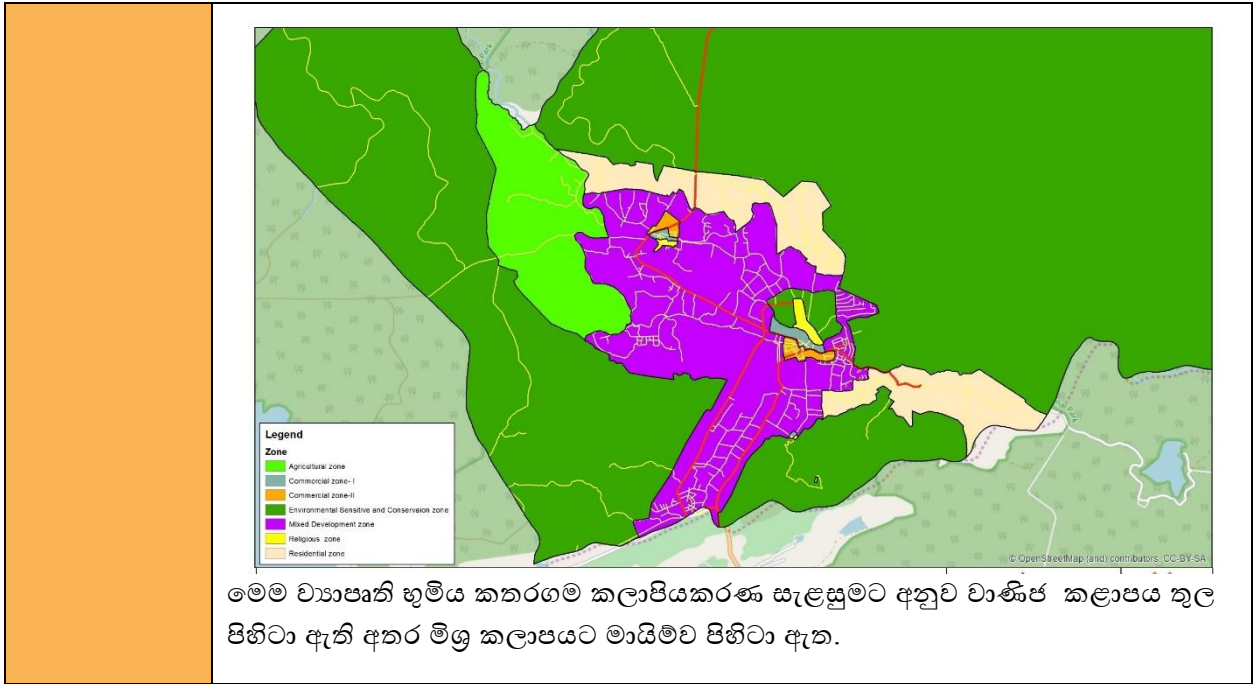 Legend
Zone
Agricultural zone
Commercial zone- I
Commercial zone-II
Environmental Sensitive and Conservaion zone
Mixed Development zone
Religious zone
Residential zone
© OpenStreetMap (and) contributors, CC-BY-SA
මෙම ව්‍යාපෘති භූමිය කතරගම කලාපියකරණ සැළසුමට අනුව වාණිජ කළාපය තුල
පිහිටා ඇති අතර මිශ්‍ර කලාපයට මායිම්ව පිහිටා ඇත.